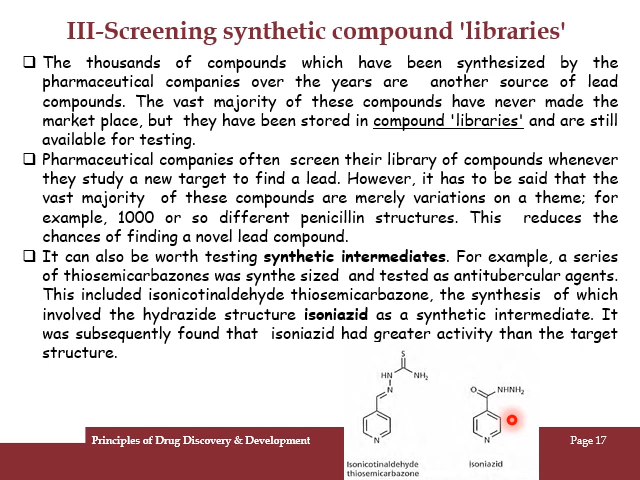 III-Screening synthetic compound 'libraries'
❑ The thousands of compounds which have been synthesized by the
pharmaceutical companies over the years are another source of lead
compounds. The vast majority of these compounds have never made the
market place, but they have been stored in compound 'libraries' and are still
available for testing.
❑ Pharmaceutical companies often screen their library of compounds whenever
they study a new target to find a lead. However, it has to be said that the
vast majority of these compounds are merely variations on a theme; for
example, 1000 or so different penicillin structures. This reduces the
chances of finding a novel lead compound.
❑ It can also be worth testing synthetic intermediates. For example, a series
of thiosemicarbazones was synthe sized and tested as antitubercular agents.
This included isonicotinaldehyde thiosemicarbazone, the synthesis of which
involved the hydrazide structure isoniazid as a synthetic intermediate. It
was subsequently found that isoniazid had greater activity than the target
structure.
S
HN NH₂
N
N
Isonicotinaldehyde
thiosemicarbazone
O NHNH₂
N
Isoniazid
Principles of Drug Discovery & Development
Page 17